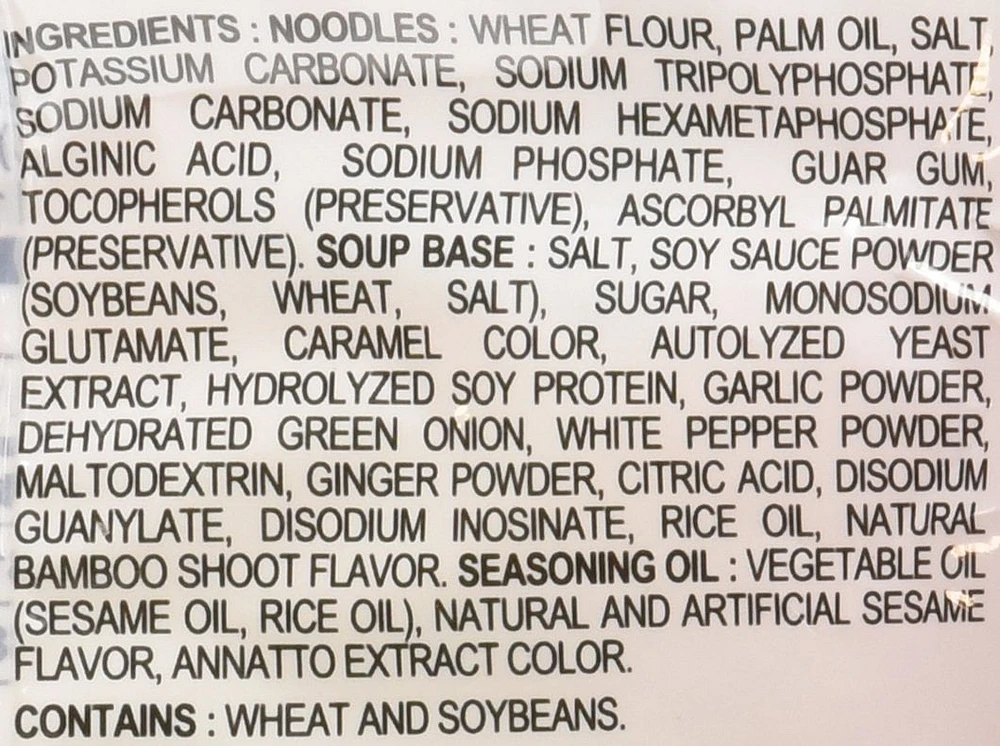 INGREDIENTS : NOODLES : WHEAT FLOUR, PALM OIL, SALT,
POTASSIUM CARBONATE, SODIUM TRIPOLYPHOSPHATE,
SODIUM CARBONATE, SODIUM HEXAMETAPHOSPHATE,
ALGINIC ACID, SODIUM PHOSPHATE, GUAR GUM,
TOCOPHEROLS (PRESERVATIVE), ASCORBYL PALMITATE
(PRESERVATIVE). SOUP BASE : SALT, SOY SAUCE POWDER
(SOYBEANS, WHEAT, SALT), SUGAR, MONOSODIUM
GLUTAMATE, CARAMEL COLOR, AUTOLYZED YEAST
EXTRACT, HYDROLYZED SOY PROTEIN, GARLIC POWDER,
DEHYDRATED GREEN ONION, WHITE PEPPER POWDER,
MALTODEXTRIN, GINGER POWDER, CITRIC ACID, DISODIUM
GUANYLATE, DISODIUM INOSINATE, RICE OIL, NATURAL
BAMBOO SHOOT FLAVOR. SEASONING OIL : VEGETABLE OIL
(SESAME OIL, RICE OIL), NATURAL AND ARTIFICIAL SESAME
FLAVOR, ANNATTO EXTRACT COLOR.
CONTAINS : WHEAT AND SOYBEANS.